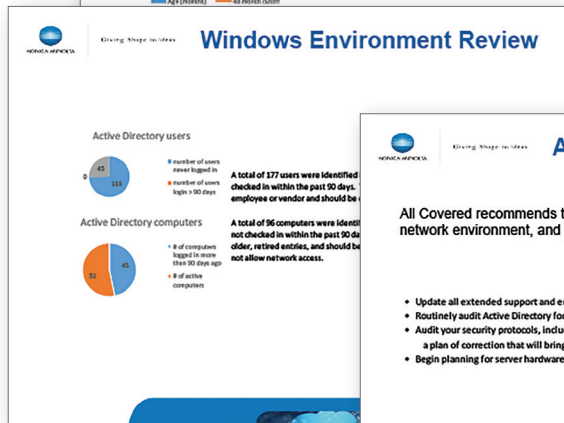 Age (months)
48 month cutoff
KONICA MINOLTA
Giving Shape to Ideas
Windows Environment Review
Active Directory users
45
0
133
number of users
never logged in
number of users
login > 90 days
A total of 177 users were identified
checked in within the past 90 days.
employee or vendor and should be
Active Directory computers
51
45
# of computers
logged in more
than 90 days ago
# of active
computers
A total of 96 computers were identif
not checked in within the past 90 da
older, retired entries, and should be
not allow network access.
KONICA MINOLTA
Giving Shape to Ideas
A
All Covered recommends t
network environment, and
• Update all extended support and e
• Routinely audit Active Directory fo
• Audit your security protocols, inclu
a plan of correction that will bring
• Begin planning for server hardware